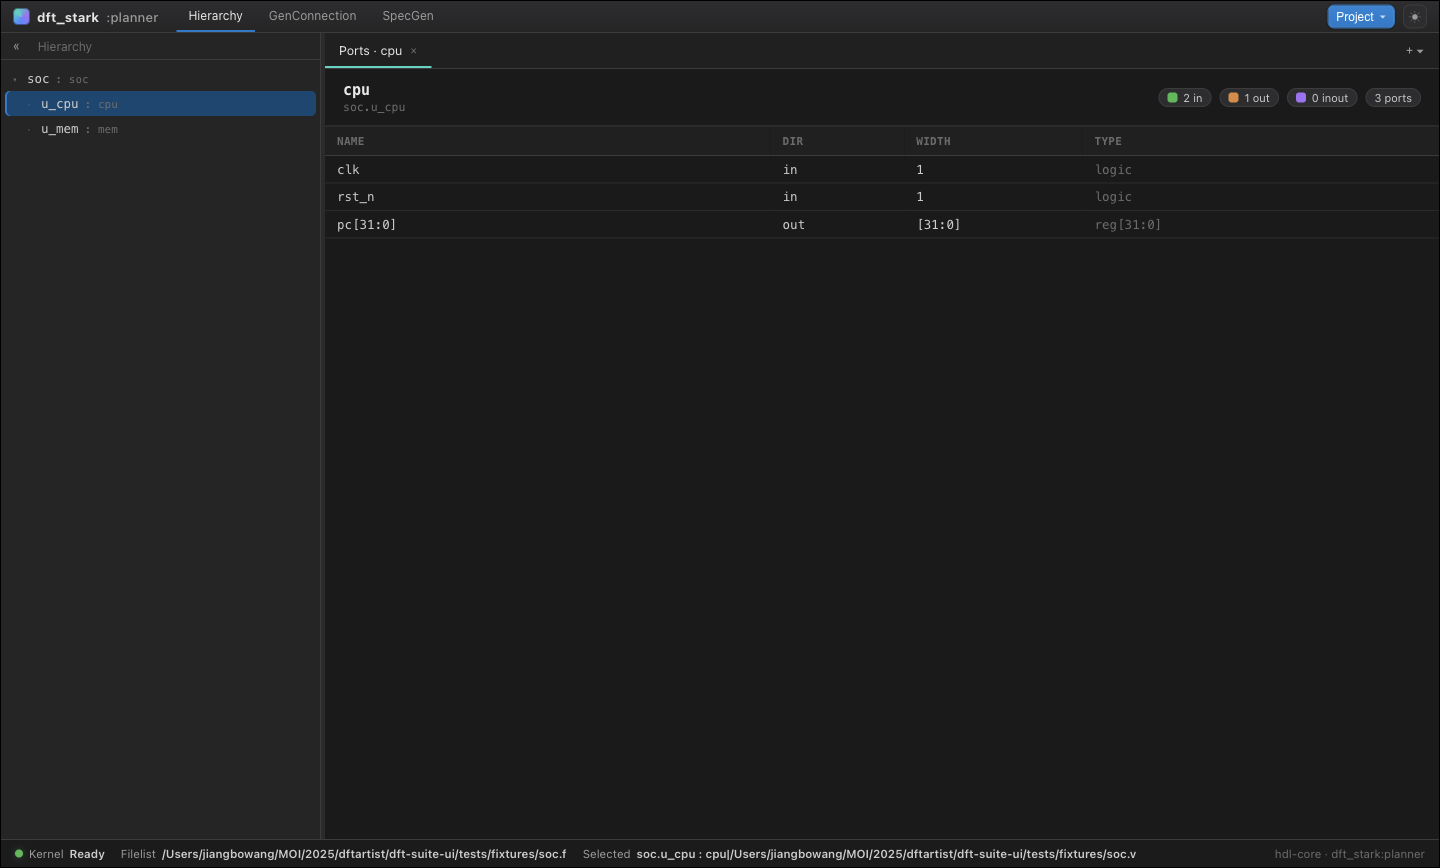 dft_stark :planner Hierarchy GenConnection SpecGen Project
« Hierarchy Ports · cpu × +
soc : soc
u_cpu : cpu
u_mem : mem
cpu
soc.u_cpu
2 in 1 out 0 inout 3 ports
NAME DIR WIDTH TYPE
clk in 1 logic
rst_n in 1 logic
pc[31:0] out [31:0] reg[31:0]
Kernel Ready Filelist /Users/jiangbowang/MOI/2025/dftartist/dft-suite-ui/tests/fixtures/soc.f Selected soc.u_cpu : cpu|/Users/jiangbowang/MOI/2025/dftartist/dft-suite-ui/tests/fixtures/soc.v hdl-core · dft_stark:planner